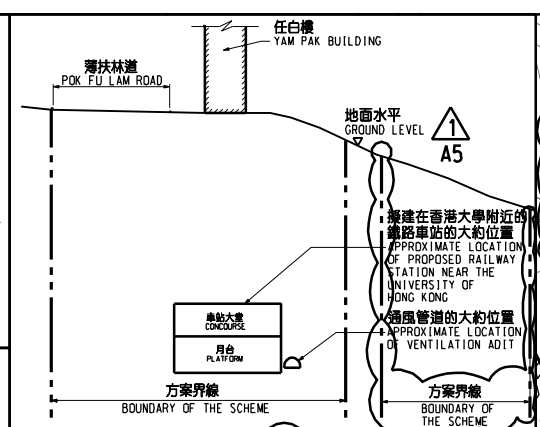 任白樓
YAM PAK BUILDING
薄扶林道
POK FU LAM ROAD
地面水平
GROUND LEVEL
1
A5
擬建在香港大學附近的
鐵路車站的大約位置
APPROXIMATE LOCATION
OF PROPOSED RAILWAY
STATION NEAR THE
UNIVERSITY OF
HONG KONG
車站大堂
CONCOURSE
月台
PLATFORM
通風管道的大約位置
APPROXIMATE LOCATION
OF VENTILATION ADIT
方案界線
BOUNDARY OF THE SCHEME
方案界線
BOUNDARY OF
THE SCHEME